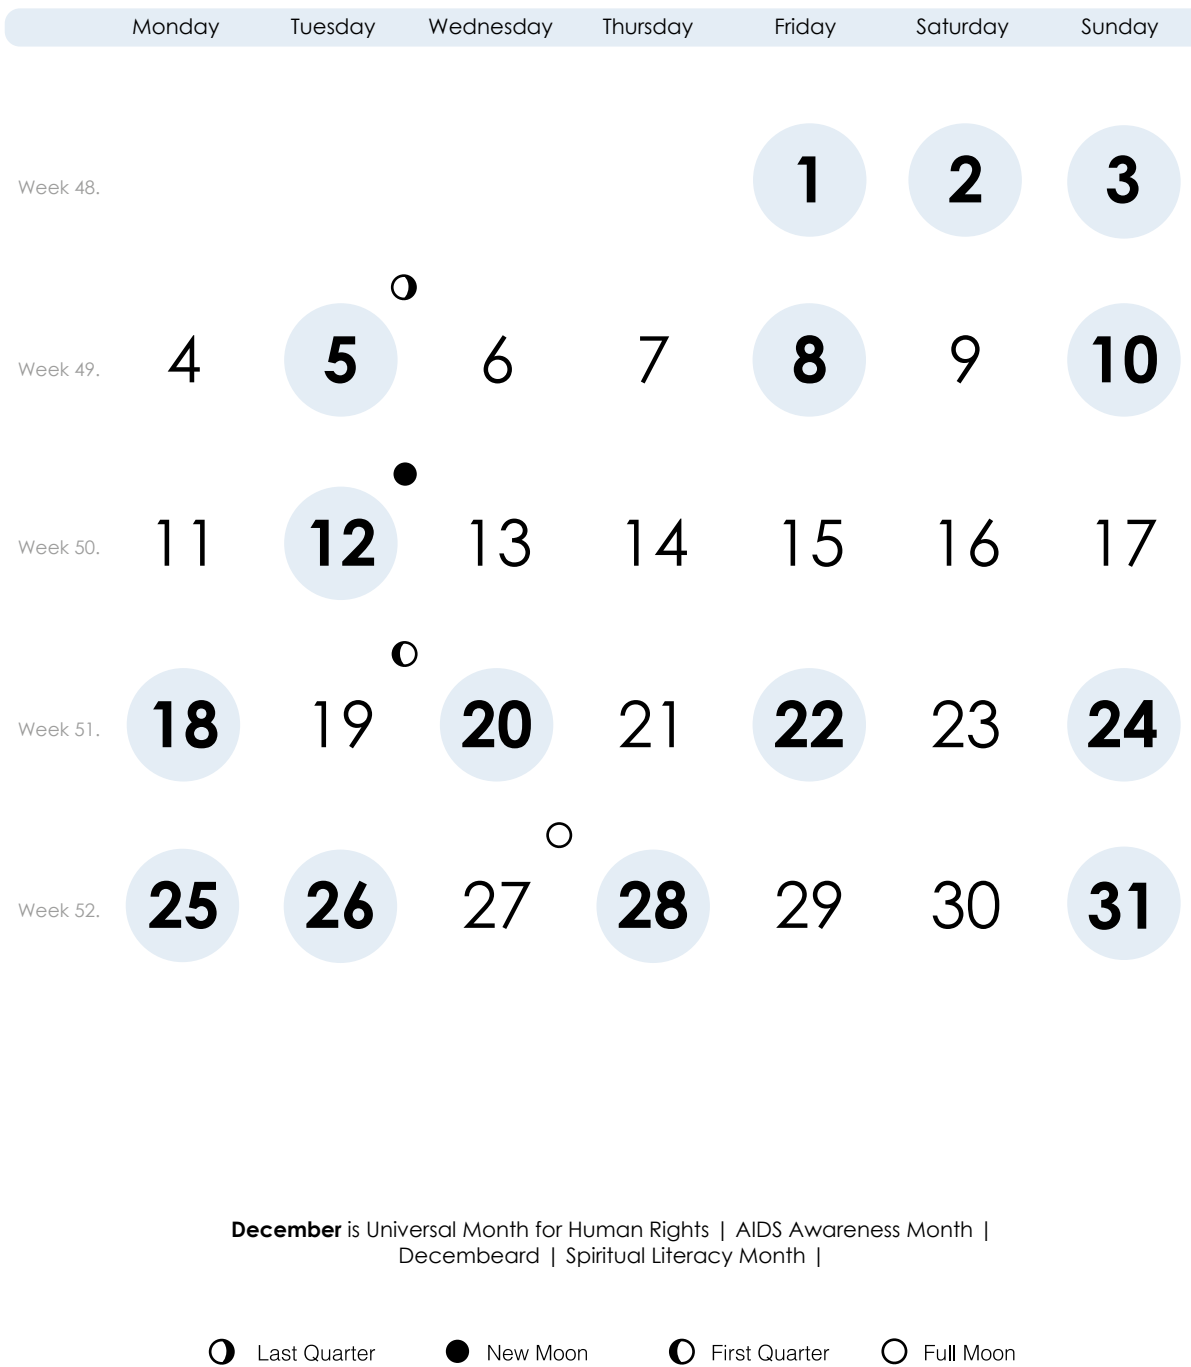 Monday Tuesday Wednesday Thursday Friday Saturday Sunday
Week 48. 1 2 3
Week 49. 4 5 6 7 8 9 10
Week 50. 11 12 13 14 15 16 17
Week 51. 18 19 20 21 22 23 24
Week 52. 25 26 27 28 29 30 31
December is Universal Month for Human Rights | AIDS Awareness Month |
Decembeard | Spiritual Literacy Month |
Last Quarter New Moon First Quarter Full Moon